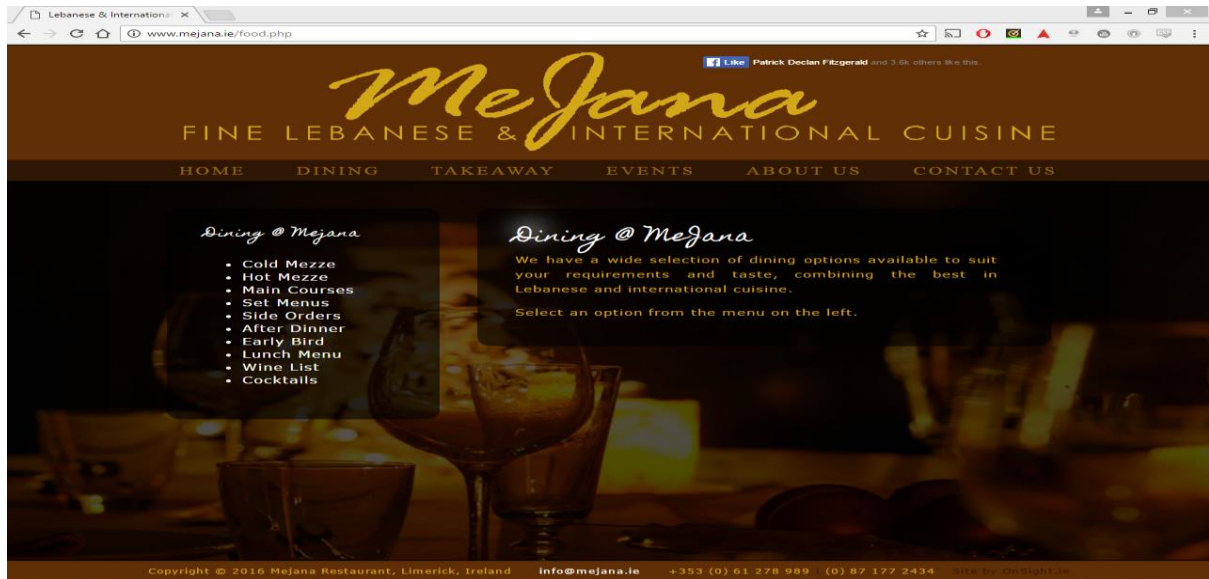 Lebanese & Internationa
www.mejana.ie/food.php
Like Patrick Declan Fitzgerald and 3.6k others like this.
MeJana
FINE LEBANESE & INTERNATIONAL CUISINE
HOME DINING TAKEAWAY EVENTS ABOUT US CONTACT US
Dining @ Mejana
Cold Mezze
Hot Mezze
Main Courses
Set Menus
Side Orders
After Dinner
Early Bird
Lunch Menu
Wine List
Cocktails
Dining @ MeJana
We have a wide selection of dining options available to suit
your requirements and taste, combining the best in
Lebanese and international cuisine.
Select an option from the menu on the left.
Copyright © 2016 Mejana Restaurant, Limerick, Ireland info@mejana.ie +353 (0) 61 278 989 | (0) 87 177 2434 Site by OnSight.ie